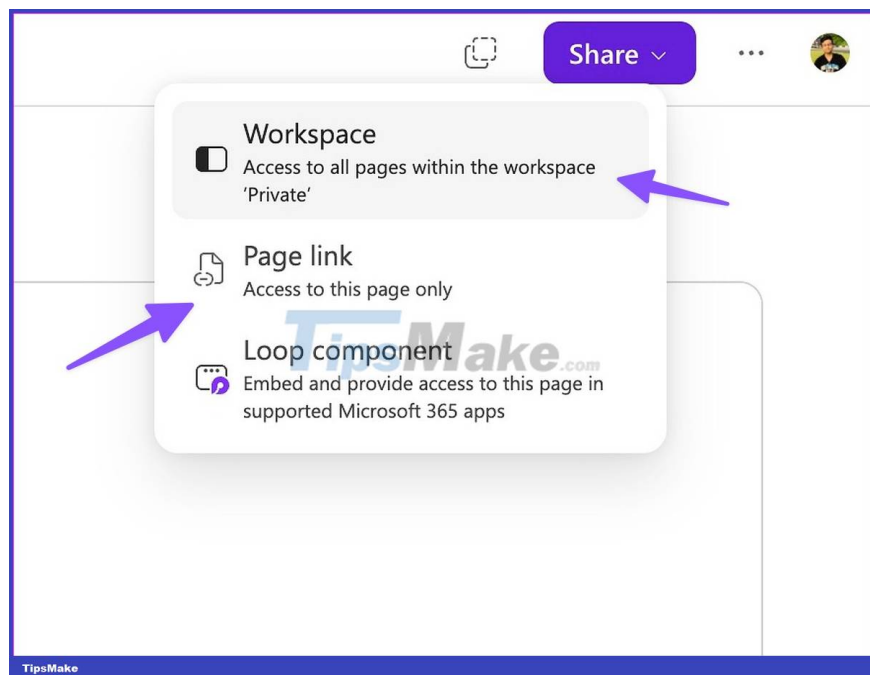 Share
Workspace
Access to all pages within the workspace
‘Private’
Page link
Access to this page only
TipsMake.com
Loop component
Embed and provide access to this page in
supported Microsoft 365 apps
TipsMake